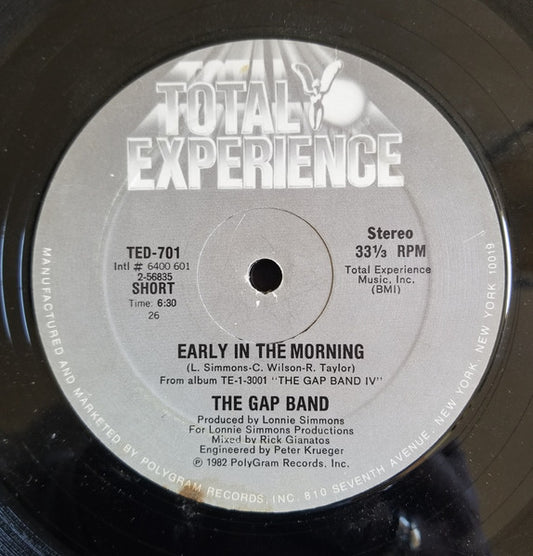 TOTAL
EXPERIENCE
TED-701
Intl # 6400 601
2-56835
SHORT
Time: 6:30
26
Stereo
33⅓ RPM
Total Experience
Music, Inc.
(BMI)
EARLY IN THE MORNING
(L. Simmons-C. Wilson-R. Taylor)
From album TE-1-3001 "THE GAP BAND IV"
THE GAP BAND
Produced by Lonnie Simmons
For Lonnie Simmons Productions
Mixed by Rick Gianatos
Engineered by Peter Krueger
Ⓟ 1982 PolyGram Records, Inc.
MANUFACTURED AND MARKETED BY POLYGRAM RECORDS, INC. 810 SEVENTH AVENUE, NEW YORK, NEW YORK 10019